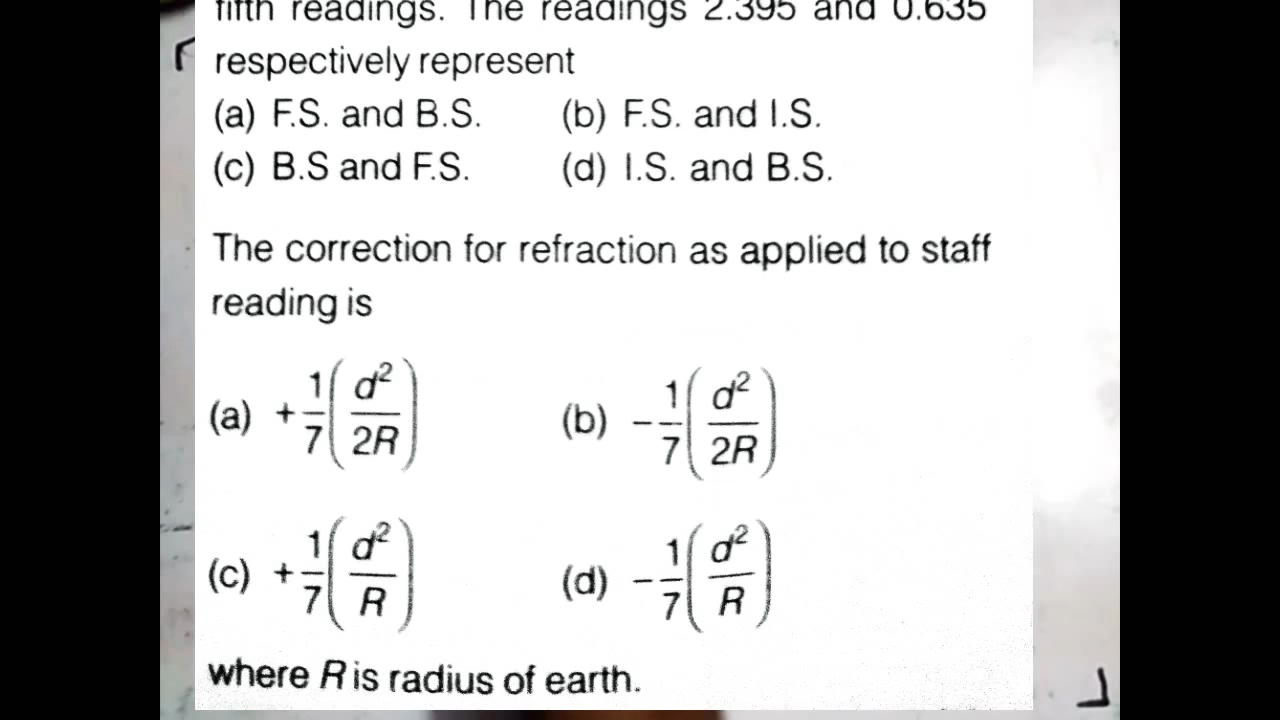 fifth readings. The readings 2.395 and 0.635
respectively represent
(a) F.S. and B.S. (b) F.S. and I.S.
(c) B.S and F.S. (d) I.S. and B.S.
The correction for refraction as applied to staff
reading is
(a) +1/7(d²/2R) (b) −1/7(d²/2R)
(c) +1/7(d²/R) (d) −1/7(d²/R)
where R is radius of earth.